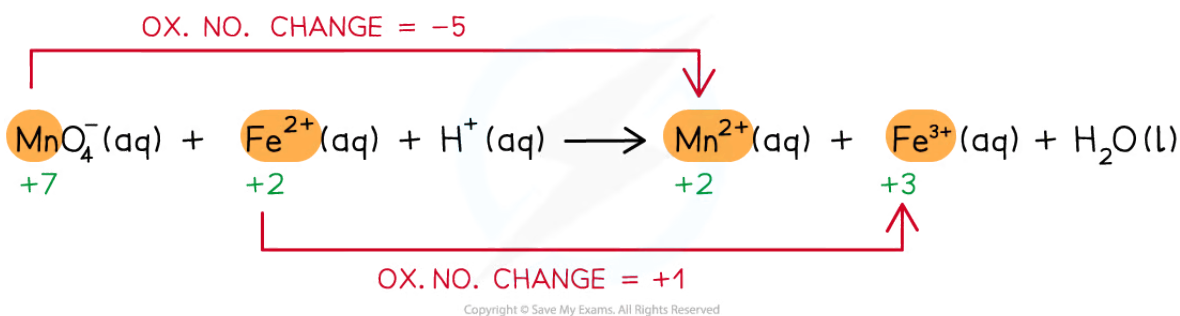 OX. NO. CHANGE = −5
MnO₄⁻ (aq) + Fe²⁺ (aq) + H⁺ (aq) ⟶ Mn²⁺ (aq) + Fe³⁺ (aq) + H₂O (l)
+7 +2 +2 +3
OX. NO. CHANGE = +1
Copyright © Save My Exams. All Rights Reserved